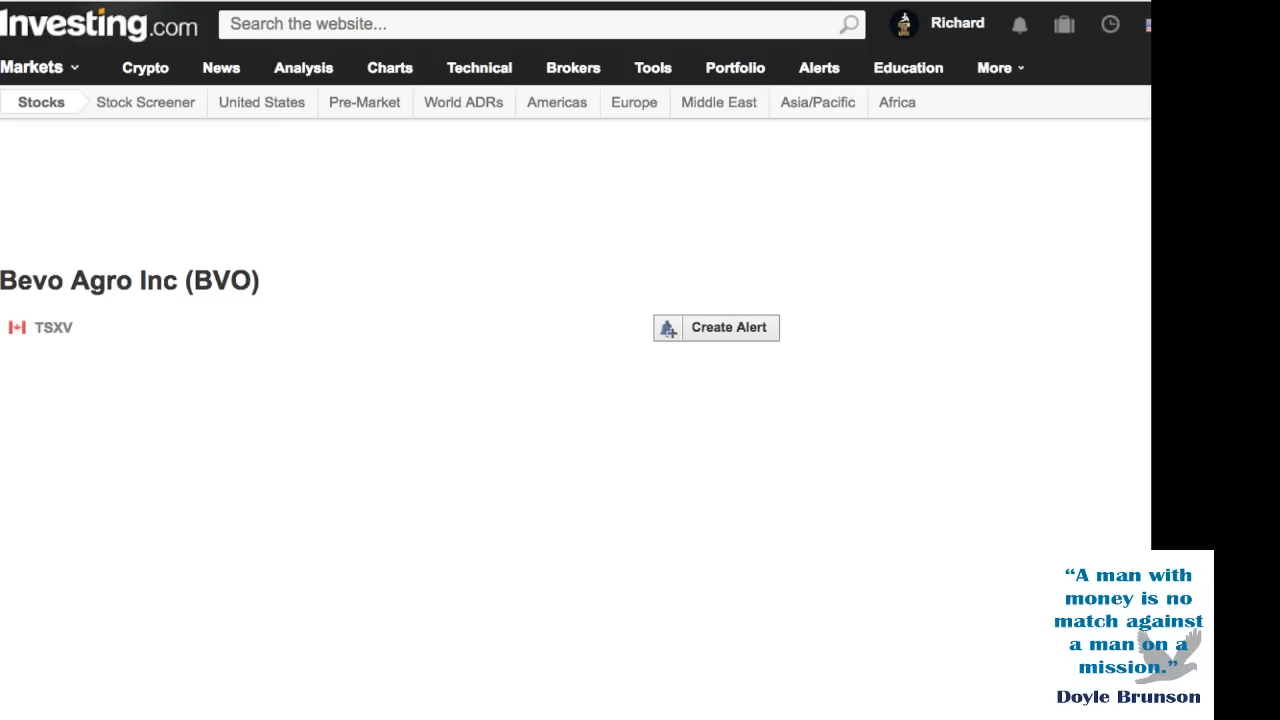 Investing.com
Search the website...
Richard
Markets
Crypto
News
Analysis
Charts
Technical
Brokers
Tools
Portfolio
Alerts
Education
More
Stocks
Stock Screener
United States
Pre-Market
World ADRs
Americas
Europe
Middle East
Asia/Pacific
Africa
Bevo Agro Inc (BVO)
TSXV
Create Alert
“A man with
money is no
match against
a man on a
mission.”
Doyle Brunson